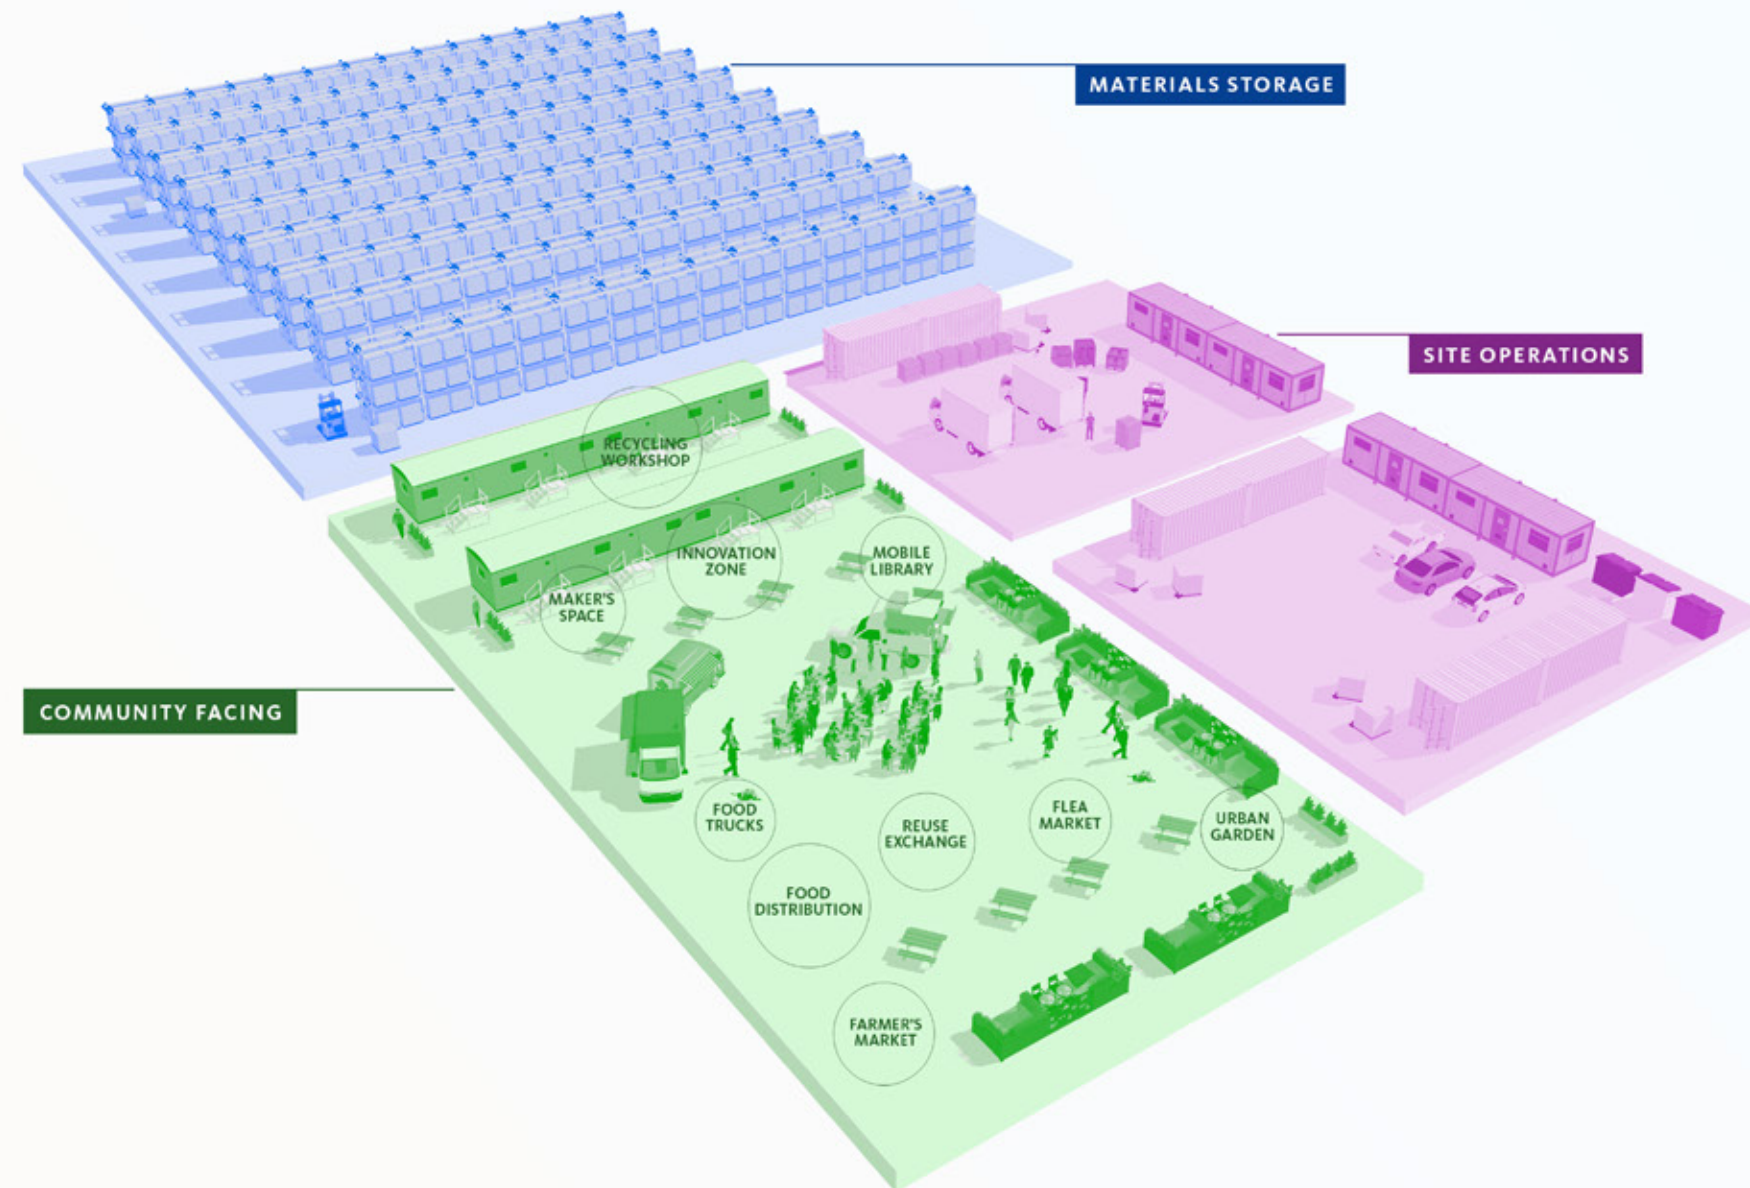 MATERIALS STORAGE
SITE OPERATIONS
RECYCLING
WORKSHOP
INNOVATION
ZONE
MOBILE
LIBRARY
MAKER'S
SPACE
COMMUNITY FACING
FOOD
TRUCKS
REUSE
EXCHANGE
FLEA
MARKET
URBAN
GARDEN
FOOD
DISTRIBUTION
FARMER'S
MARKET